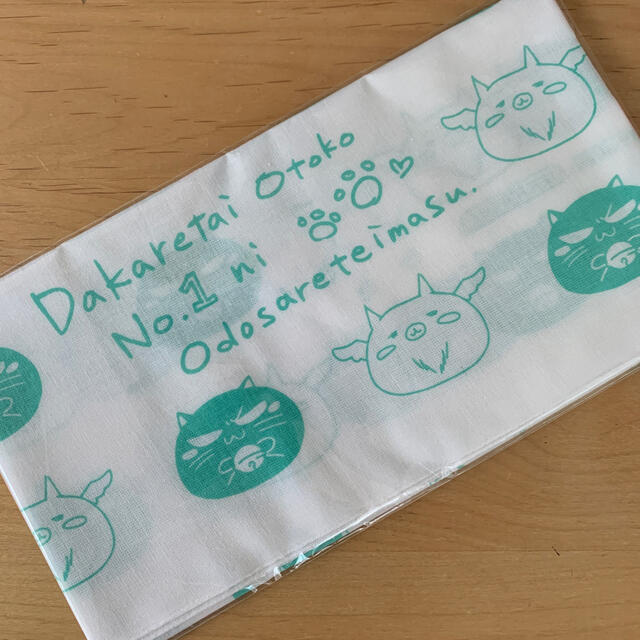 Dakaretai Otoko
No.1 ni
Odosareteimasu.